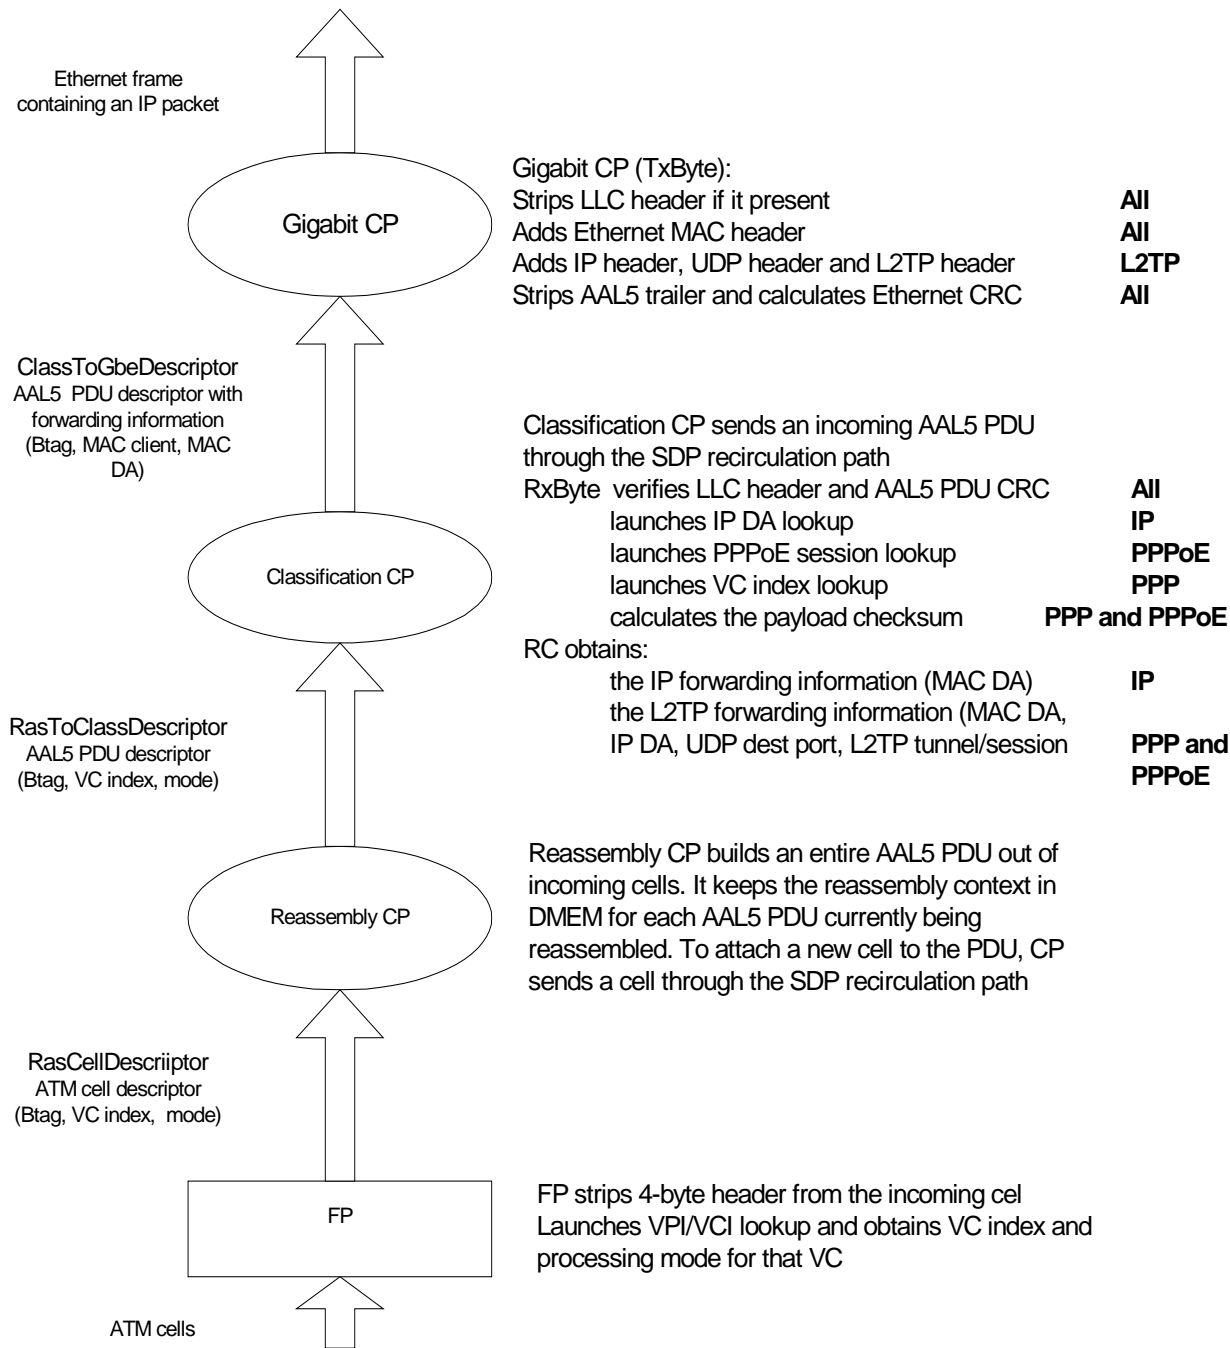 Ethernet frame
containing an IP packet
Gigabit CP
Gigabit CP (TxByte):
Strips LLC header if it present All
Adds Ethernet MAC header All
Adds IP header, UDP header and L2TP header L2TP
Strips AAL5 trailer and calculates Ethernet CRC All
ClassToGbeDescriptor
AAL5 PDU descriptor with
forwarding information
(Btag, MAC client, MAC
DA)
Classification CP
Classification CP sends an incoming AAL5 PDU
through the SDP recirculation path
RxByte verifies LLC header and AAL5 PDU CRC All
launches IP DA lookup IP
launches PPPoE session lookup PPPoE
launches VC index lookup PPP
calculates the payload checksum PPP and PPPoE
RC obtains:
the IP forwarding information (MAC DA) IP
the L2TP forwarding information (MAC DA,
IP DA, UDP dest port, L2TP tunnel/session PPP and
PPPoE
RasToClassDescriptor
AAL5 PDU descriptor
(Btag, VC index, mode)
Reassembly CP
Reassembly CP builds an entire AAL5 PDU out of
incoming cells. It keeps the reassembly context in
DMEM for each AAL5 PDU currently being
reassembled. To attach a new cell to the PDU, CP
sends a cell through the SDP recirculation path
RasCellDescriiptor
ATM cell descriptor
(Btag, VC index, mode)
FP
FP strips 4-byte header from the incoming cel
Launches VPI/VCI lookup and obtains VC index and
processing mode for that VC
ATM cells